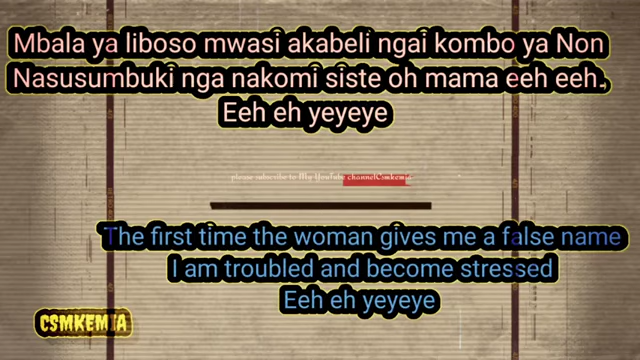 Mbala ya liboso mwasi akabeli ngai kombo ya Non
Nasusumbuki nga nakomi siste oh mama eeh eeh.
Eeh eh yeyeye
please subscribe to My YouTube channelCsmkemia
The first time the woman gives me a false name
I am troubled and become stressed
Eeh eh yeyeye
CSMKEMIA